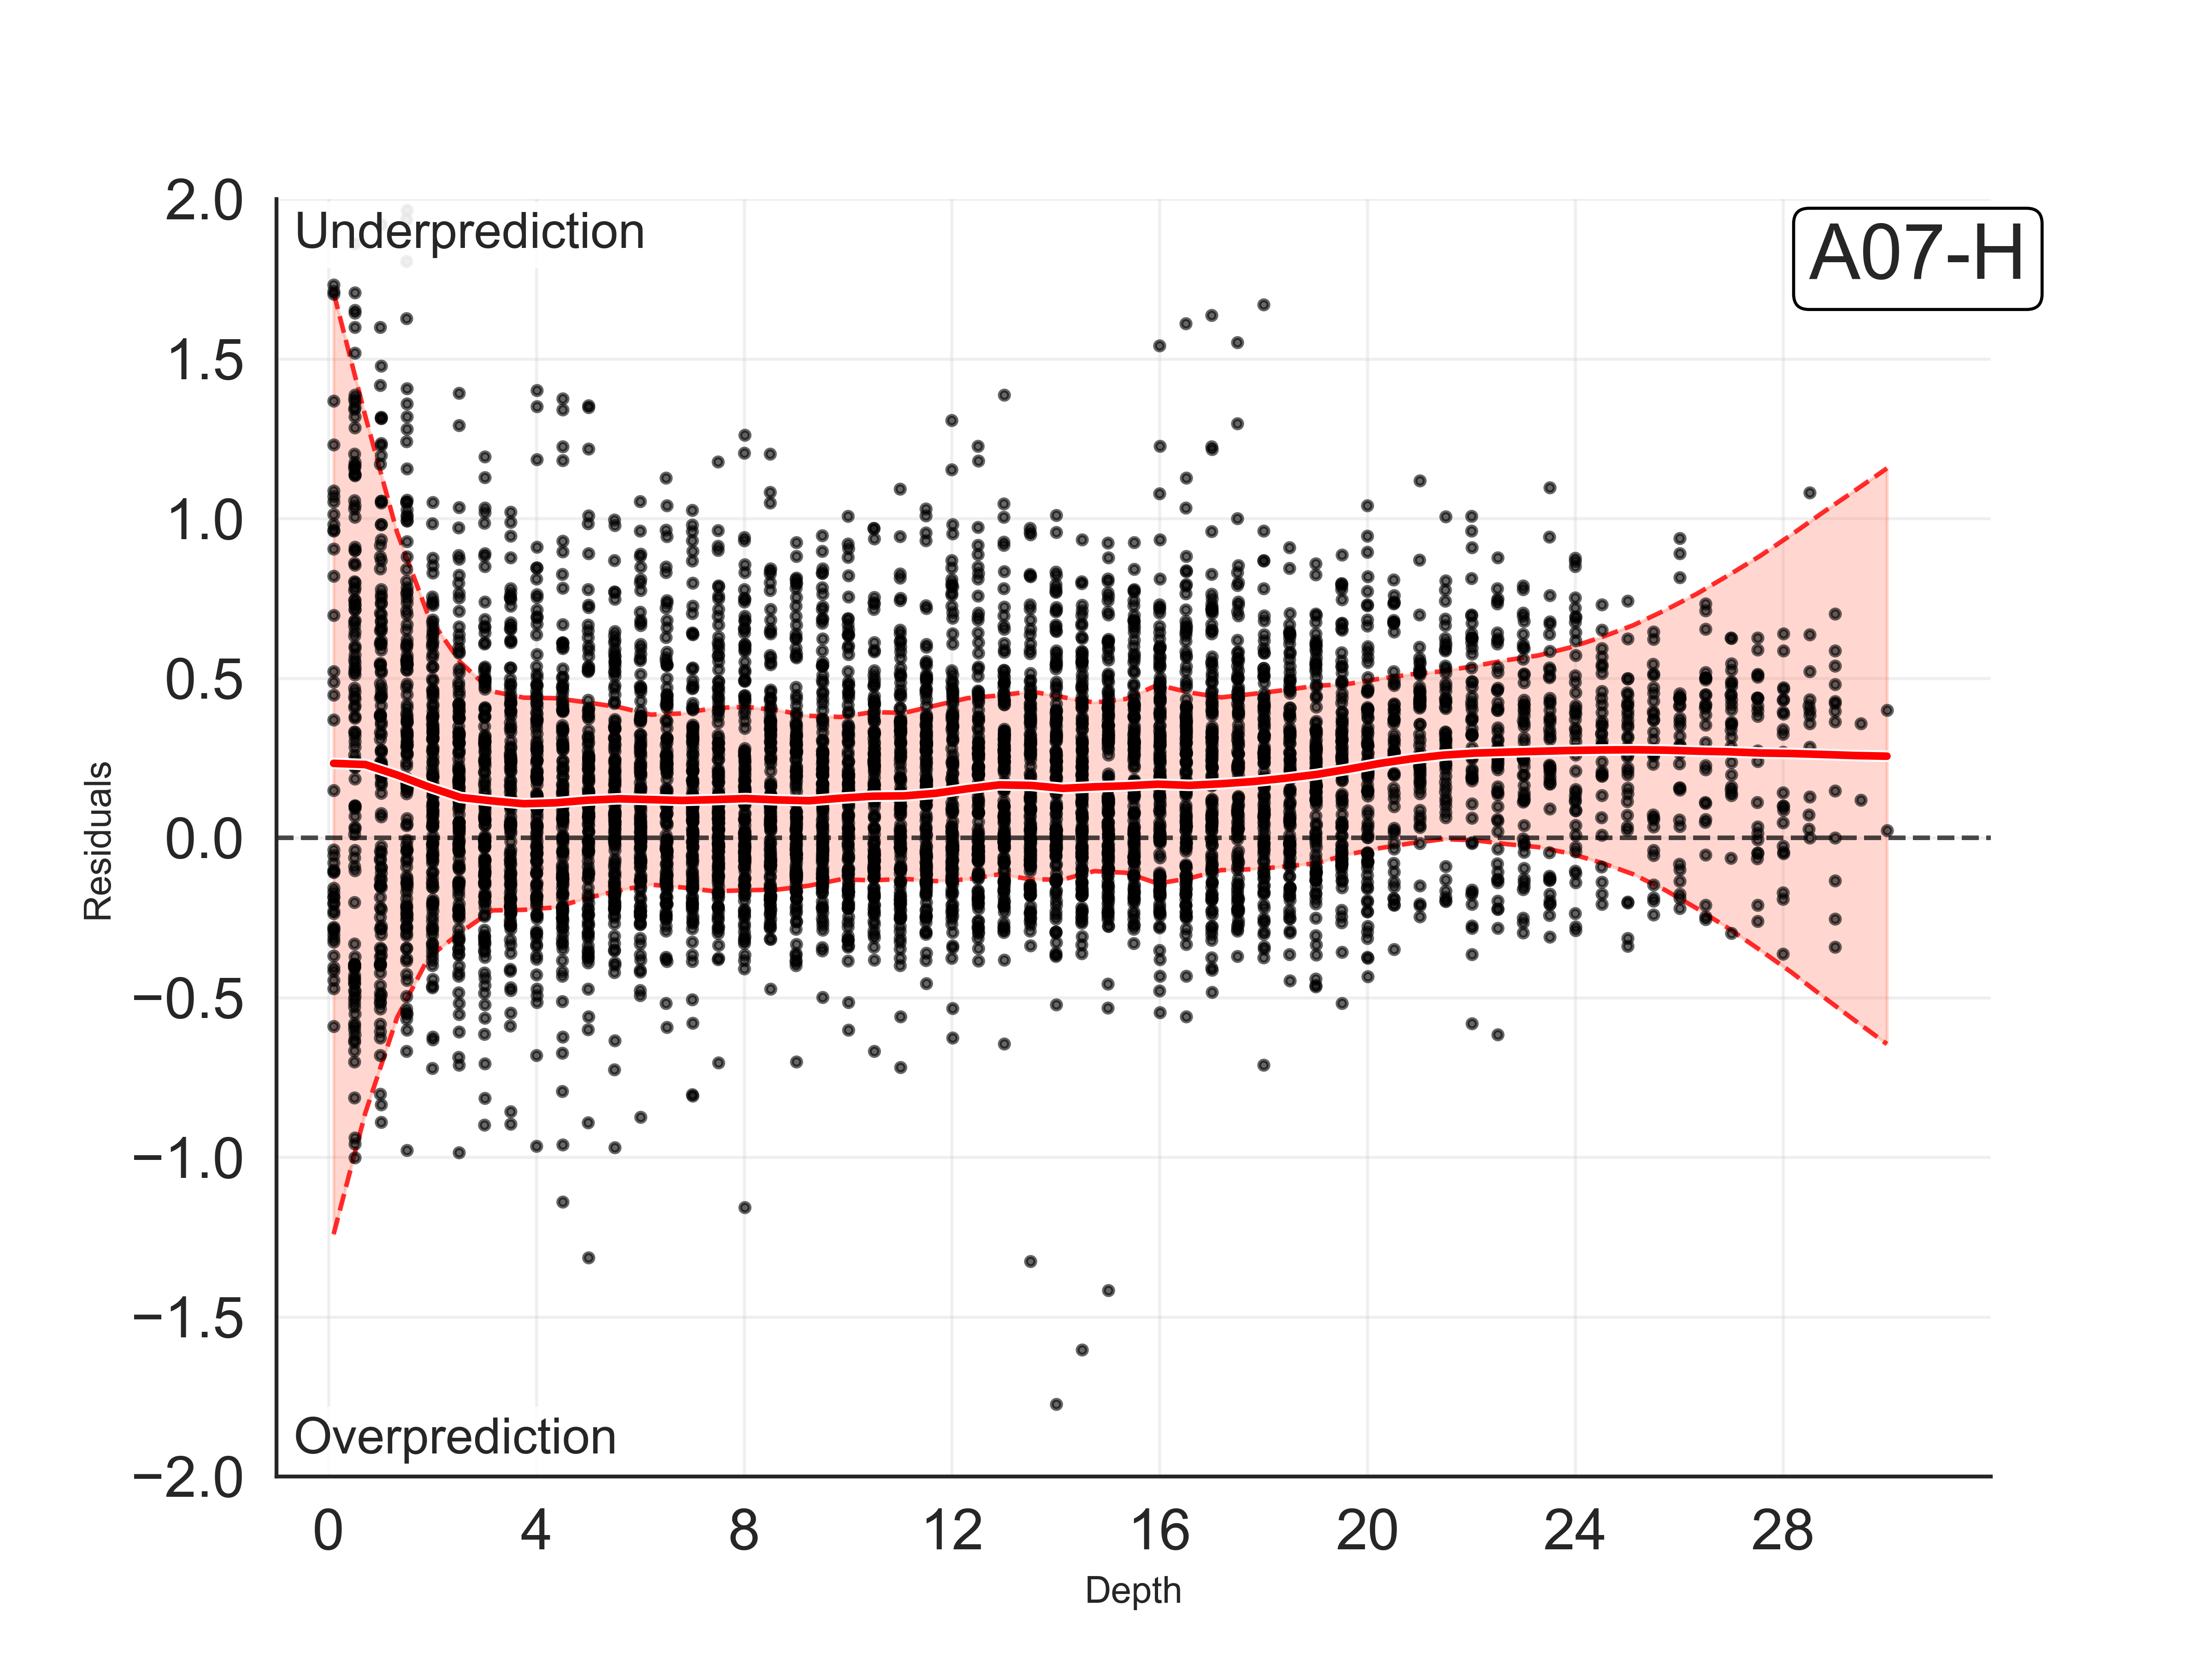 2.0
Underprediction
A07-H
1.5
1.0
0.5
0.0
−0.5
−1.0
−1.5
Overprediction
−2.0
Residuals
0 4 8 12 16 20 24 28
Depth